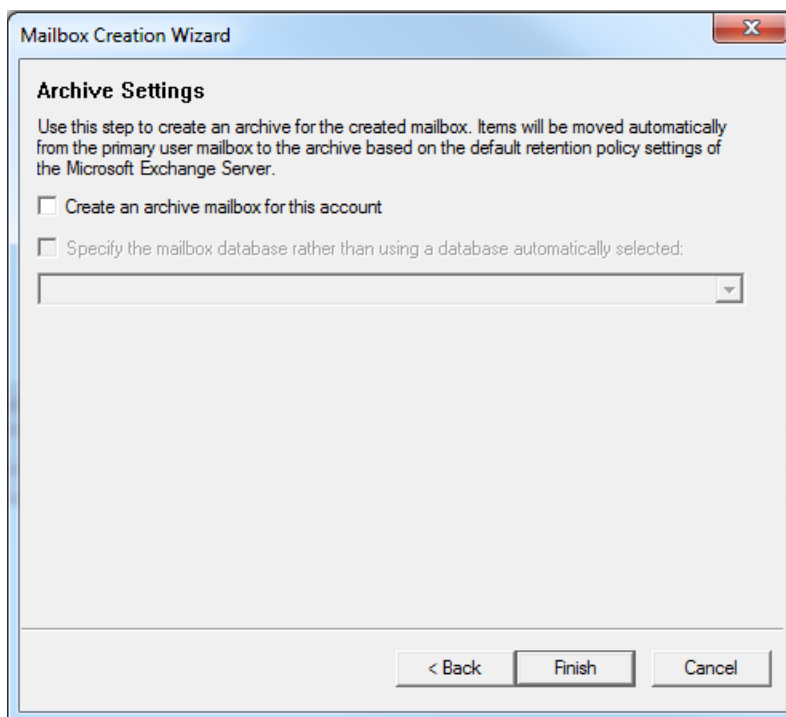 Mailbox Creation Wizard
Archive Settings
Use this step to create an archive for the created mailbox. Items will be moved automatically
from the primary user mailbox to the archive based on the default retention policy settings of
the Microsoft Exchange Server.
Create an archive mailbox for this account
Specify the mailbox database rather than using a database automatically selected:
< Back Finish Cancel